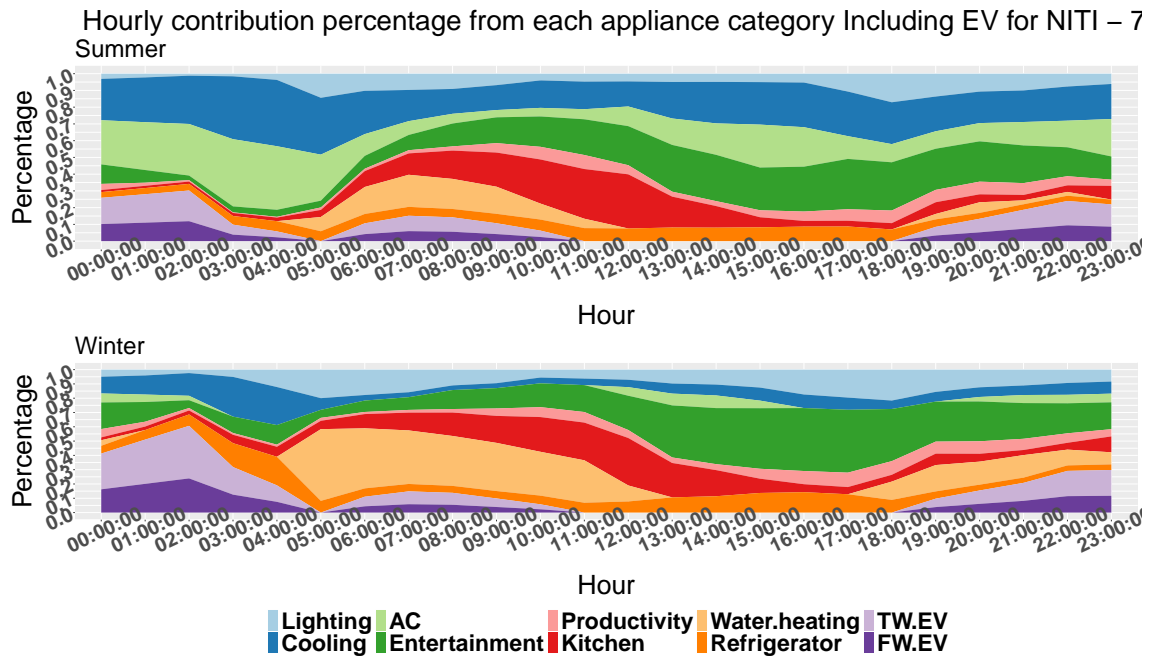 Hourly contribution percentage from each appliance category Including EV for NITI – 7
Summer
Percentage
1.0
0.9
0.8
0.7
0.6
0.5
0.4
0.3
0.2
0.1
0.0
00:00:00 01:00:00 02:00:00 03:00:00 04:00:00 05:00:00 06:00:00 07:00:00 08:00:00 09:00:00 10:00:00 11:00:00 12:00:00 13:00:00 14:00:00 15:00:00 16:00:00 17:00:00 18:00:00 19:00:00 20:00:00 21:00:00 22:00:00 23:00:00
Hour
Winter
Percentage
1.0
0.9
0.8
0.7
0.6
0.5
0.4
0.3
0.2
0.1
0.0
00:00:00 01:00:00 02:00:00 03:00:00 04:00:00 05:00:00 06:00:00 07:00:00 08:00:00 09:00:00 10:00:00 11:00:00 12:00:00 13:00:00 14:00:00 15:00:00 16:00:00 17:00:00 18:00:00 19:00:00 20:00:00 21:00:00 22:00:00 23:00:00
Hour
Lighting AC Productivity Water.heating TW.EV
Cooling Entertainment Kitchen Refrigerator FW.EV